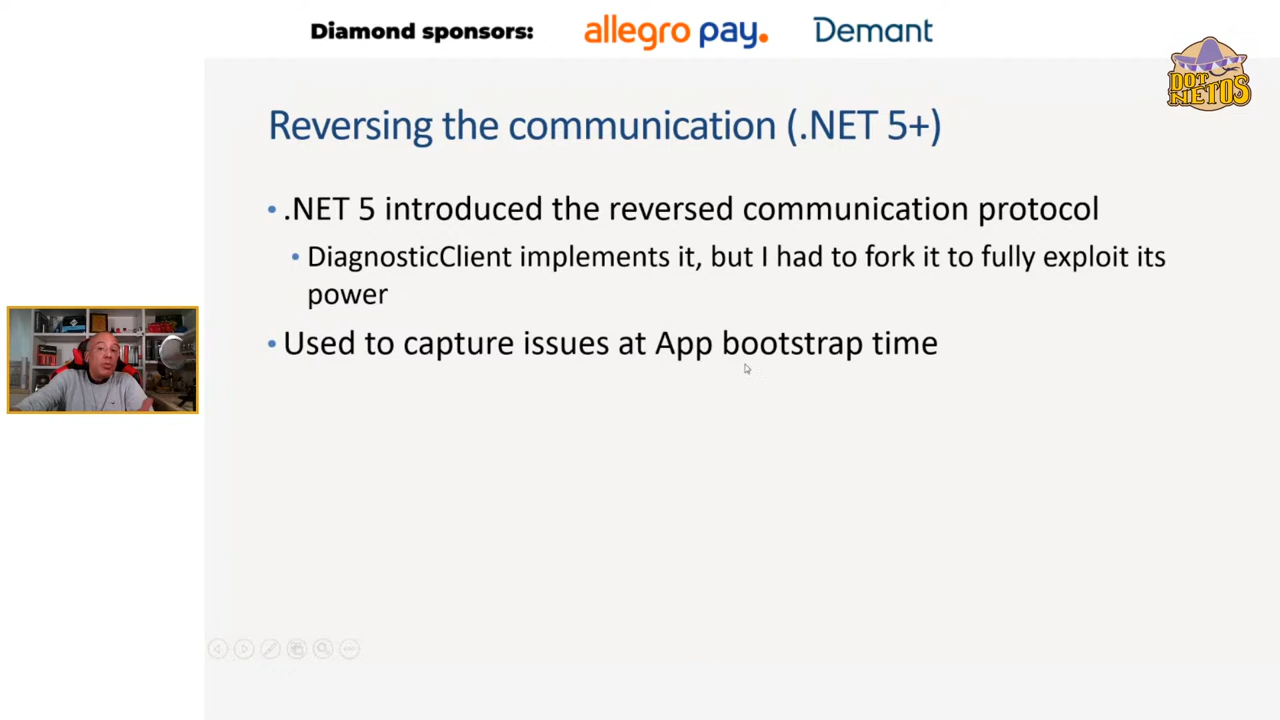 Diamond sponsors:
allegro pay.
Demant
DOT
NETOS
Reversing the communication (.NET 5+)
• .NET 5 introduced the reversed communication protocol
• DiagnosticClient implements it, but I had to fork it to fully exploit its
power
• Used to capture issues at App bootstrap time